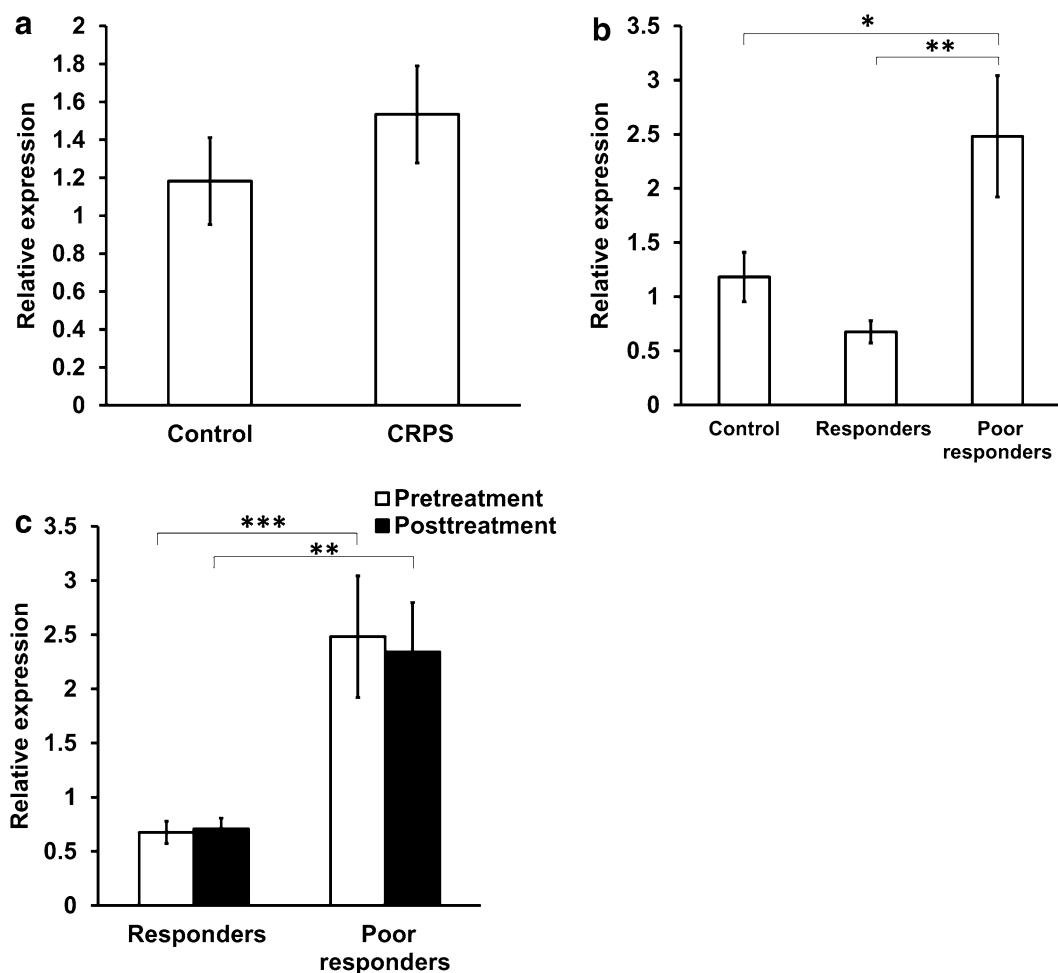 a
Relative expression
2
1.8
1.6
1.4
1.2
1
0.8
0.6
0.4
0.2
0
Control CRPS
b
Relative expression
3.5
3
2.5
2
1.5
1
0.5
0
*
**
Control Responders Poor
responders
c
Relative expression
Pretreatment
Posttreatment
3.5
3
2.5
2
1.5
1
0.5
0
***
**
Responders Poor
responders